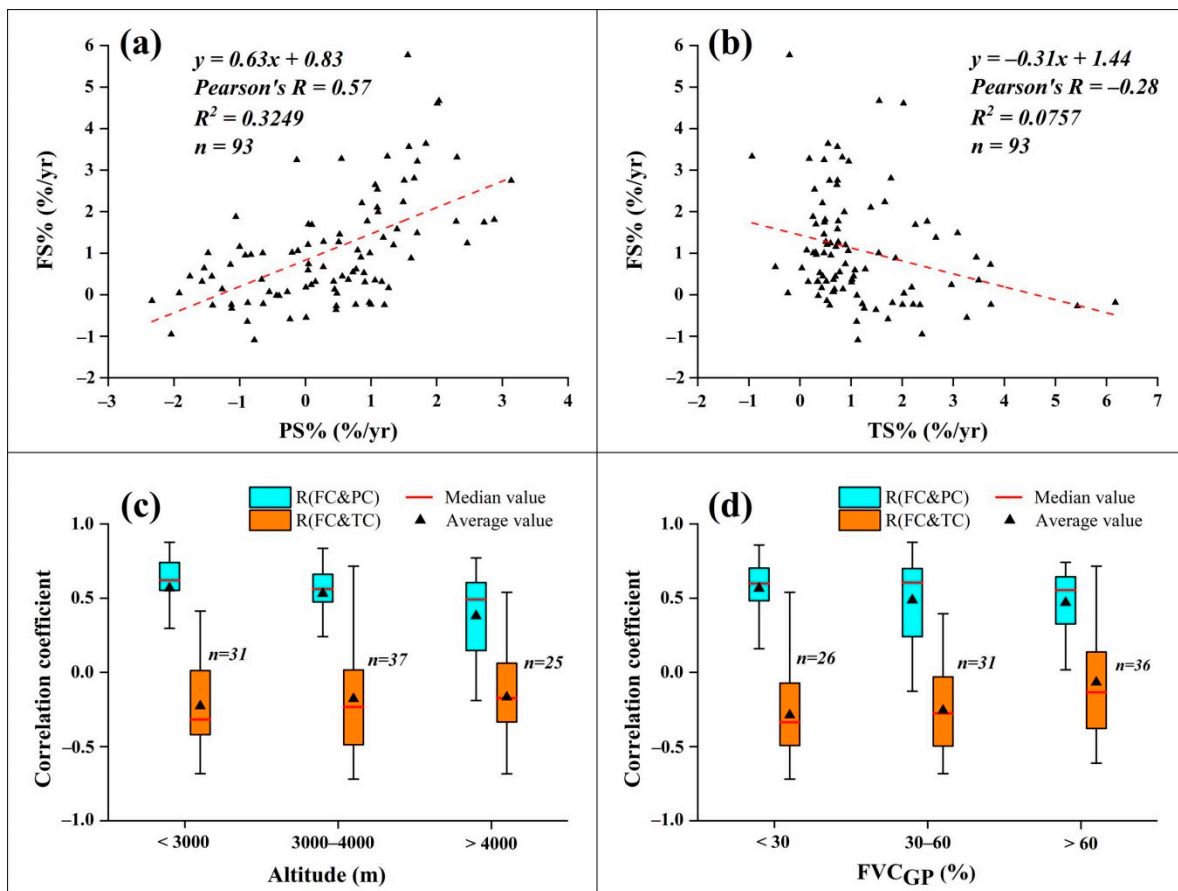 (a)
y = 0.63x + 0.83
Pearson's R = 0.57
R² = 0.3249
n = 93
6
5
4
3
2
1
0
–1
–2
FS% (%/yr)
–3 –2 –1 0 1 2 3 4
PS% (%/yr)
(b)
y = –0.31x + 1.44
Pearson's R = –0.28
R² = 0.0757
n = 93
6
5
4
3
2
1
0
–1
–2
FS% (%/yr)
–2 –1 0 1 2 3 4 5 6 7
TS% (%/yr)
(c)
R(FC&PC) Median value
R(FC&TC) Average value
1.0
0.5
0.0
–0.5
–1.0
Correlation coefficient
n=31
n=37
n=25
< 3000 3000–4000 > 4000
Altitude (m)
(d)
R(FC&PC) Median value
R(FC&TC) Average value
1.0
0.5
0.0
–0.5
–1.0
Correlation coefficient
n=26
n=31
n=36
< 30 30–60 > 60
FVC_GP (%)